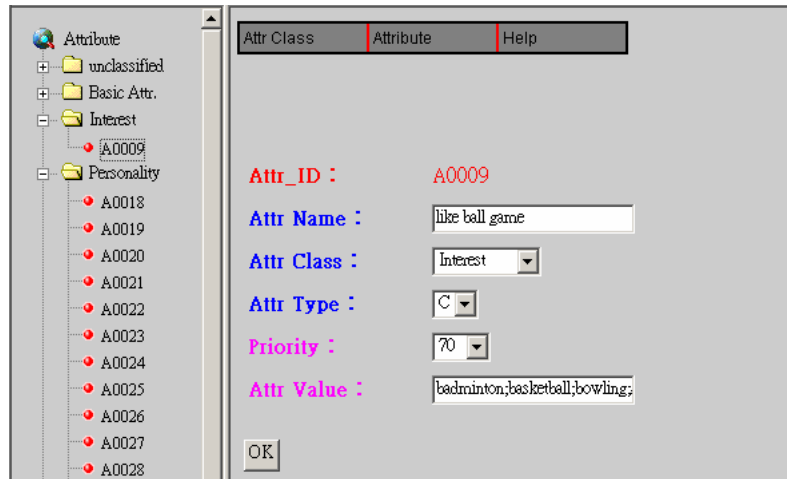 Attribute
unclassified
Basic Attr.
Interest
A0009
Personality
A0018
A0019
A0020
A0021
A0022
A0023
A0024
A0025
A0026
A0027
A0028
Attr Class Attribute Help
Attr_ID： A0009
Attr Name： like ball game
Attr Class： Interest
Attr Type： C
Priority： 70
Attr Value： badminton;basketball;bowling;
OK